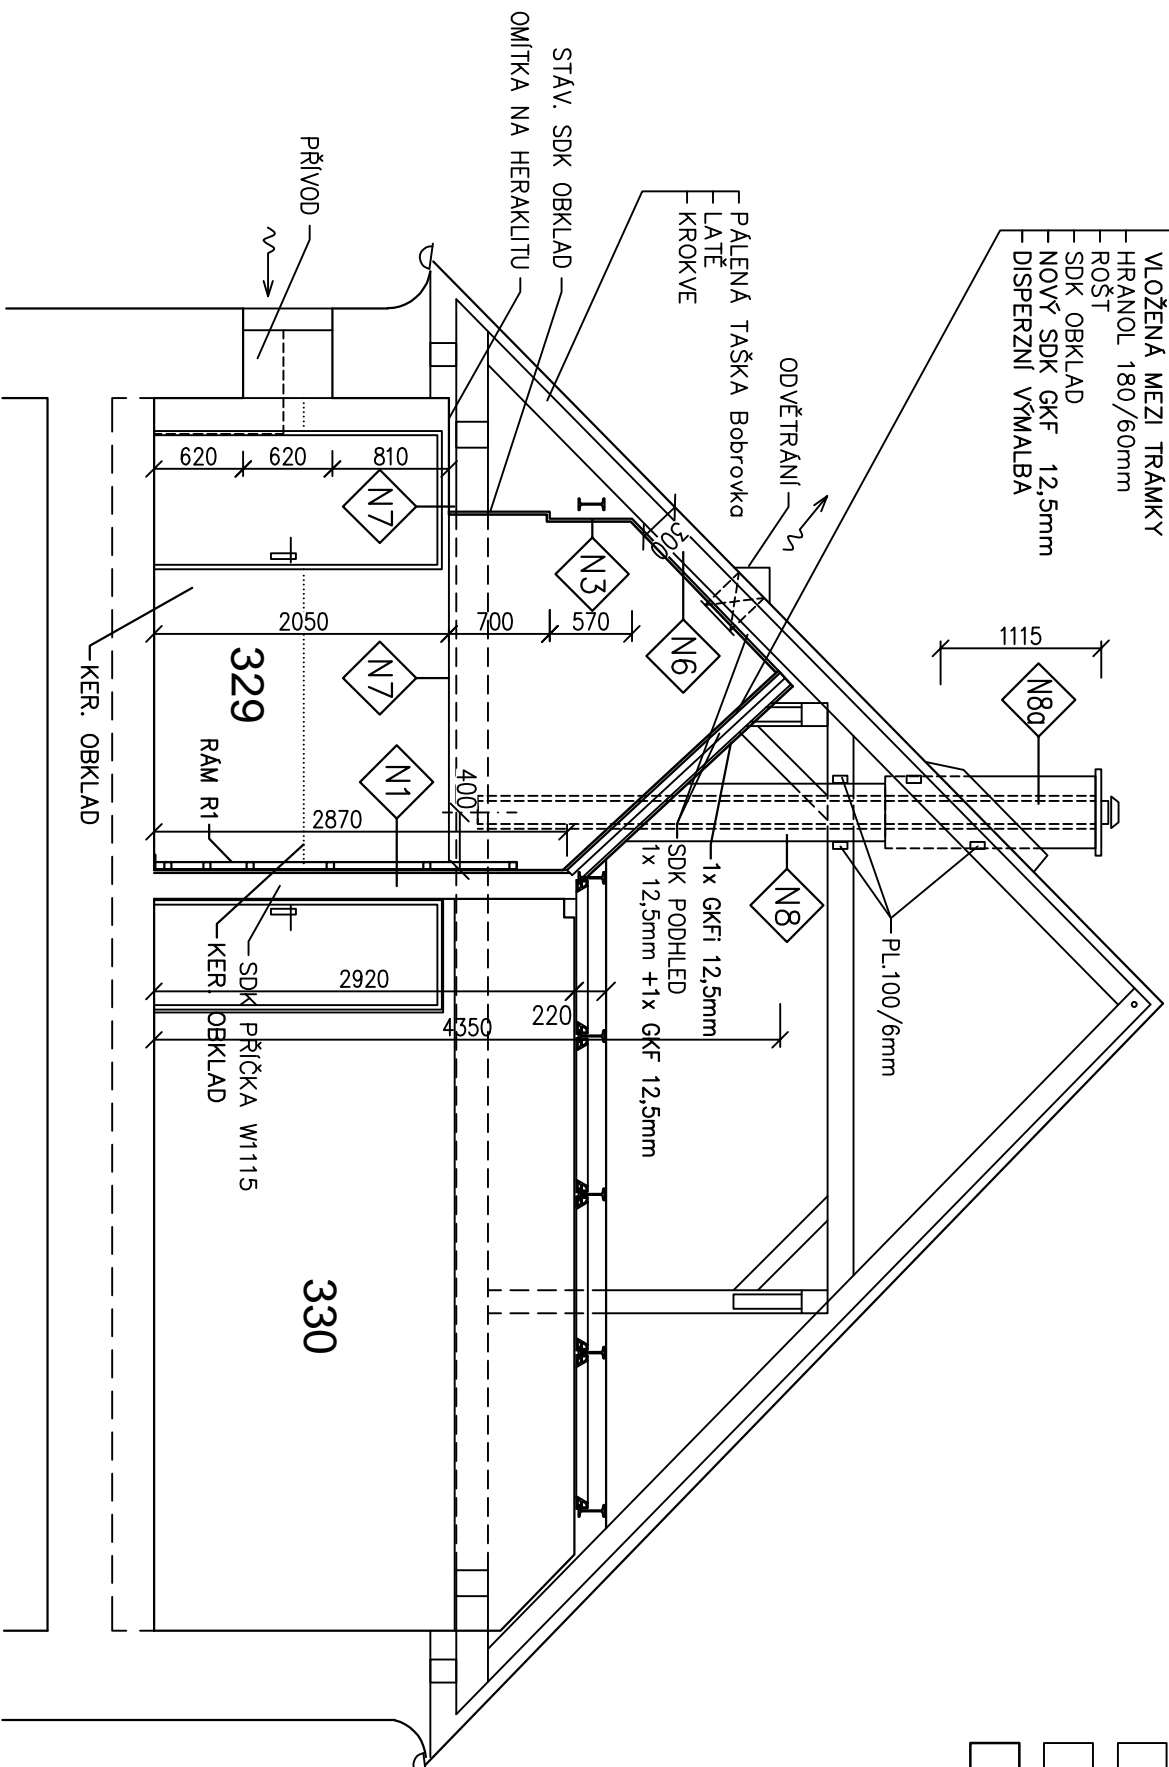 VLOŽENÁ MEZI TRÁMKY
HRANOL 180/60mm
ROŠT
SDK OBKLAD
NOVÝ SDK GKF 12,5mm
DISPERZNÍ VÝMALBA
PÁLENÁ TAŠKA Bobrovka
LATĚ
KROKVE
STÁV. SDK OBKLAD
OMÍTKA NA HERAKLITU
PŘÍVOD
ODVĚTRÁNÍ
1115
N8a
300
N6
N3
N7
620
620
810
2050
700
570
N7
329
KER. OBKLAD
RÁM R1
N1
400
2870
N8
PL.100/6mm
1x GKFi 12,5mm
SDK PODHLED
1x 12,5mm +1x GKF 12,5mm
2920
220
4350
SDK PŘÍČKA W1115
KER. OBKLAD
330